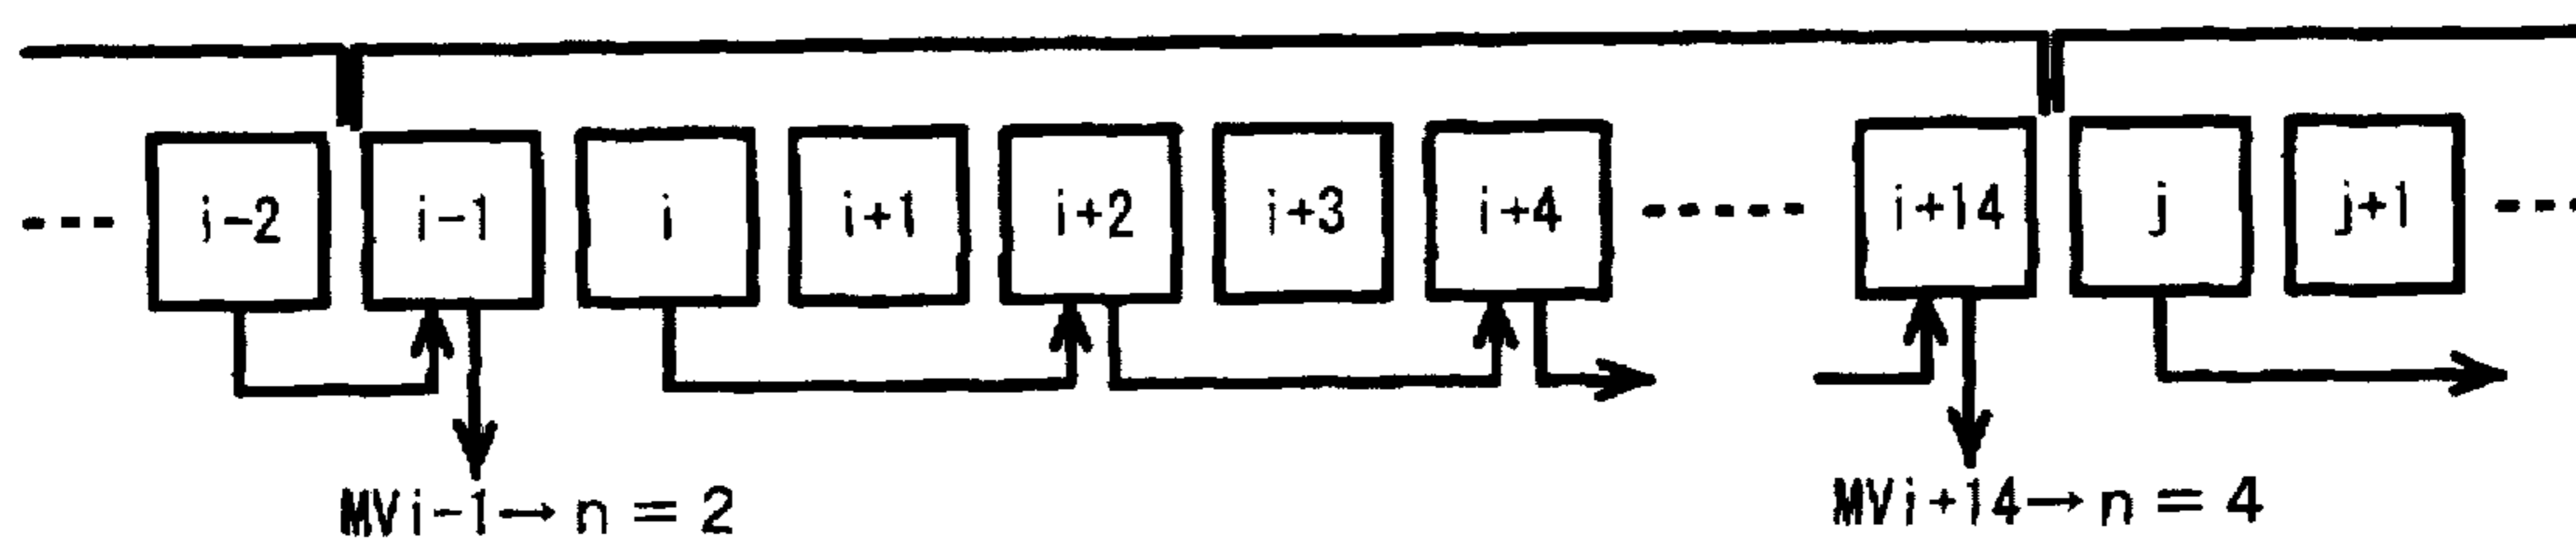 --- i-2 i-1 i i+1 i+2 i+3 i+4 ----- i+14 j j+1 ---
MVi-1→n=2 MVi+14→n=4